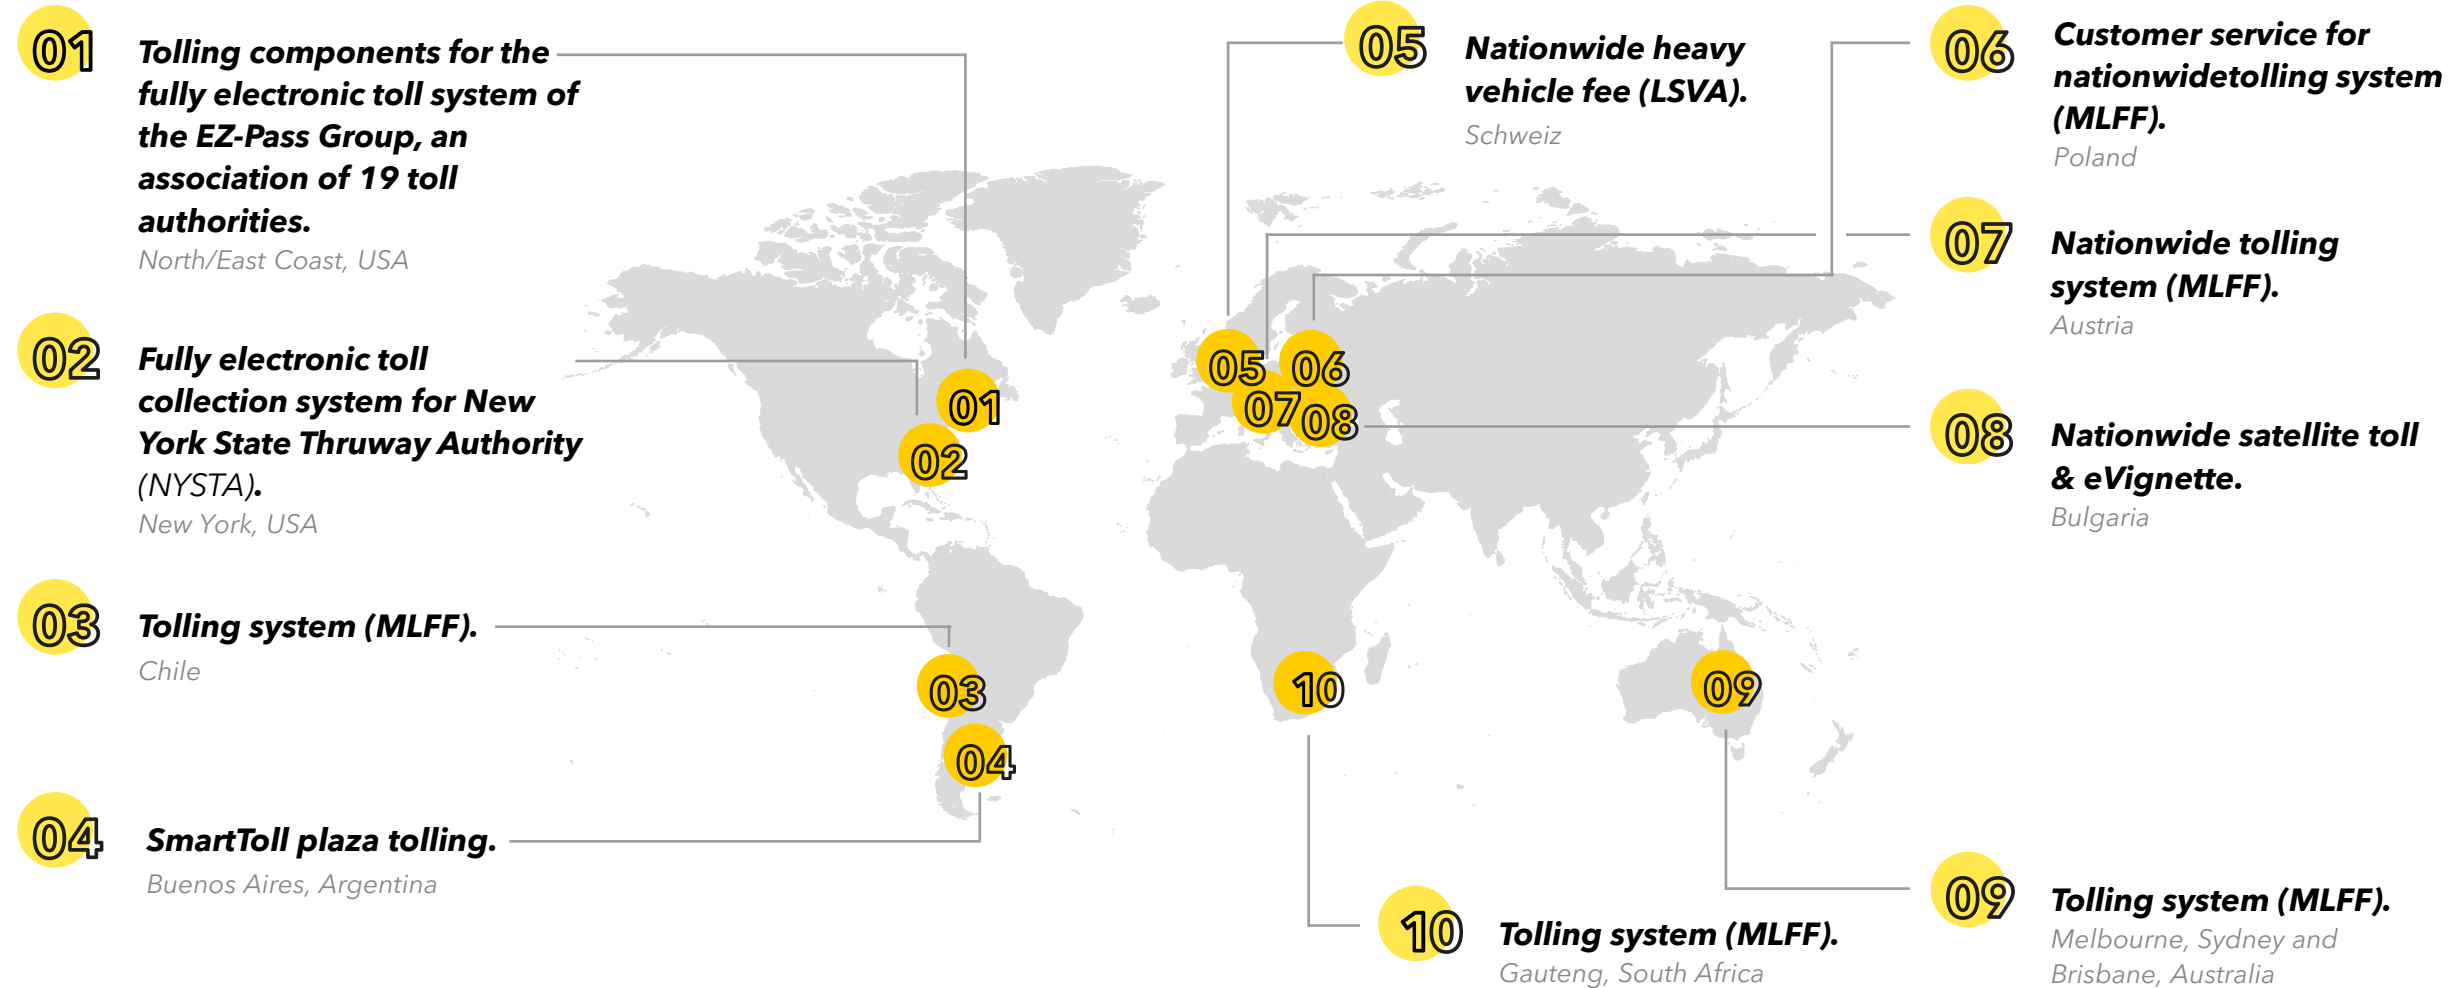 01
Tolling components for the
fully electronic toll system of
the EZ-Pass Group, an
association of 19 toll
authorities.
North/East Coast, USA
02
Fully electronic toll
collection system for New
York State Thruway Authority
(NYSTA).
New York, USA
03
Tolling system (MLFF).
Chile
04
SmartToll plaza tolling.
Buenos Aires, Argentina
05
Nationwide heavy
vehicle fee (LSVA).
Schweiz
06
Customer service for
nationwidetolling system
(MLFF).
Poland
07
Nationwide tolling
system (MLFF).
Austria
08
Nationwide satellite toll
& eVignette.
Bulgaria
09
Tolling system (MLFF).
Melbourne, Sydney and
Brisbane, Australia
10
Tolling system (MLFF).
Gauteng, South Africa
01
02
03
04
05
06
07
08
09
10